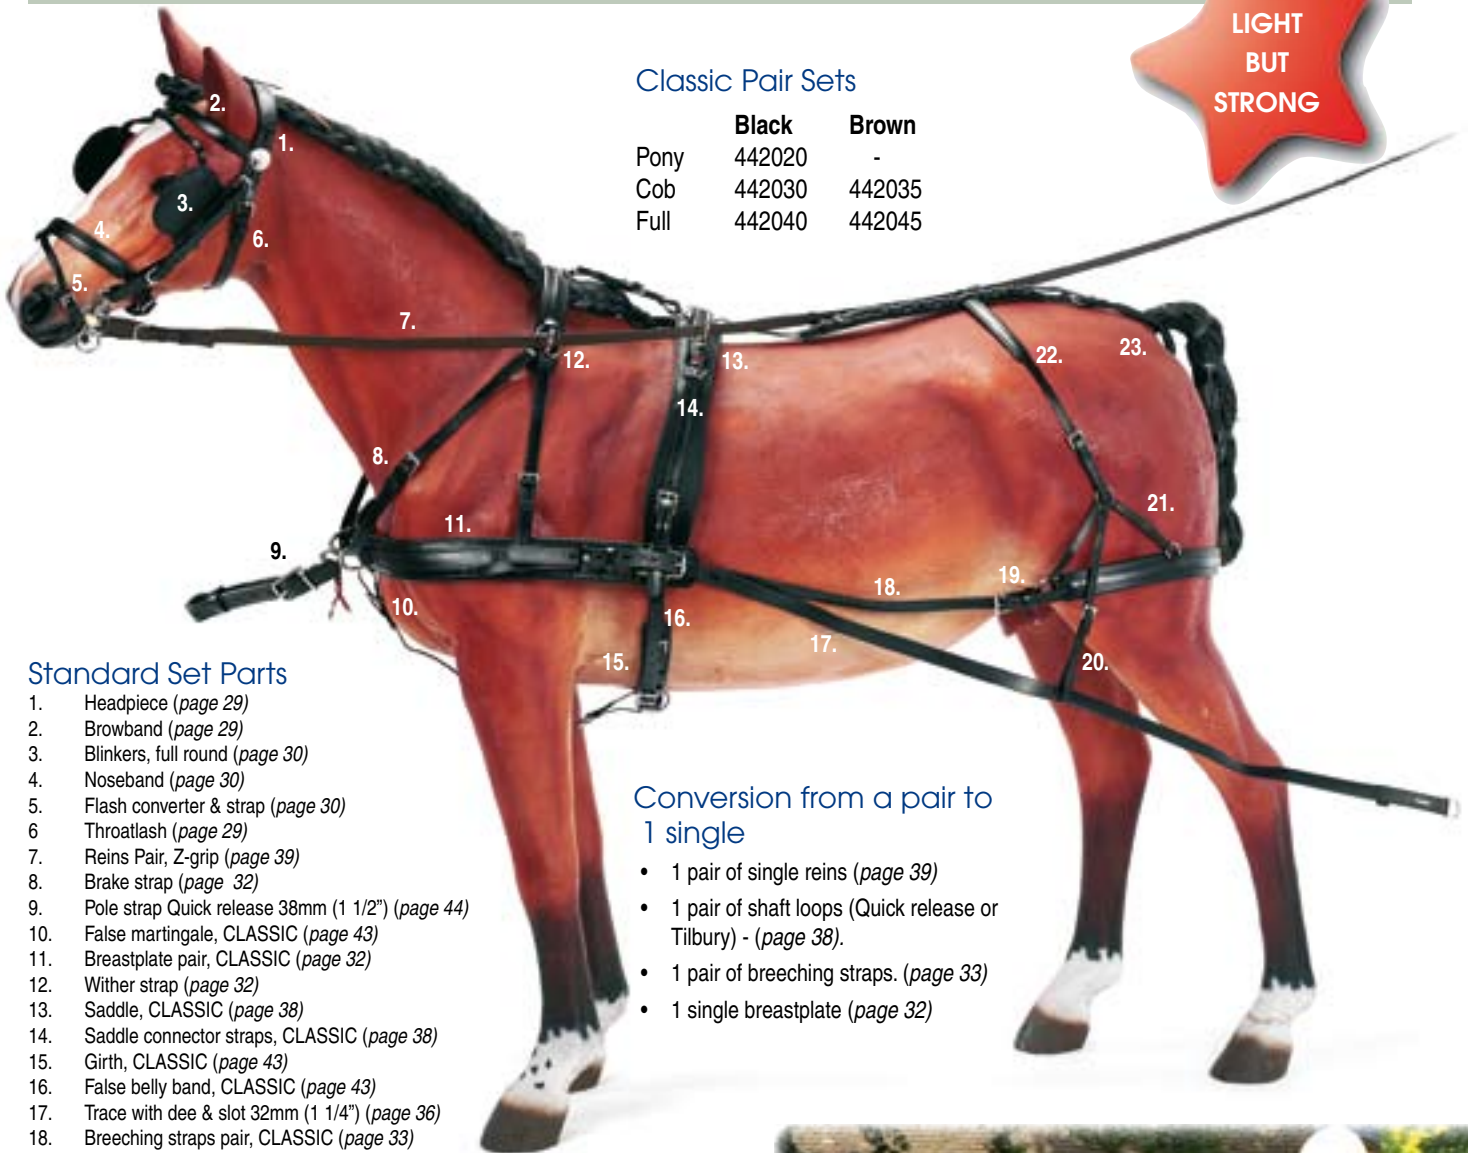 LIGHT
BUT
STRONG
Classic Pair Sets
Black Brown
Pony 442020 -
Cob 442030 442035
Full 442040 442045
1.
2.
3.
4.
5.
6.
7.
8.
9.
10.
11.
12.
13.
14.
15.
16.
17.
18.
19.
20.
21.
22.
23.
Standard Set Parts
1. Headpiece (page 29)
2. Browband (page 29)
3. Blinkers, full round (page 30)
4. Noseband (page 30)
5. Flash converter & strap (page 30)
6 Throatlash (page 29)
7. Reins Pair, Z-grip (page 39)
8. Brake strap (page 32)
9. Pole strap Quick release 38mm (1 1/2”) (page 44)
10. False martingale, CLASSIC (page 43)
11. Breastplate pair, CLASSIC (page 32)
12. Wither strap (page 32)
13. Saddle, CLASSIC (page 38)
14. Saddle connector straps, CLASSIC (page 38)
15. Girth, CLASSIC (page 43)
16. False belly band, CLASSIC (page 43)
17. Trace with dee & slot 32mm (1 1/4”) (page 36)
18. Breeching straps pair, CLASSIC (page 33)
Conversion from a pair to
1 single
• 1 pair of single reins (page 39)
• 1 pair of shaft loops (Quick release or
Tilbury) - (page 38).
• 1 pair of breeching straps. (page 33)
• 1 single breastplate (page 32)